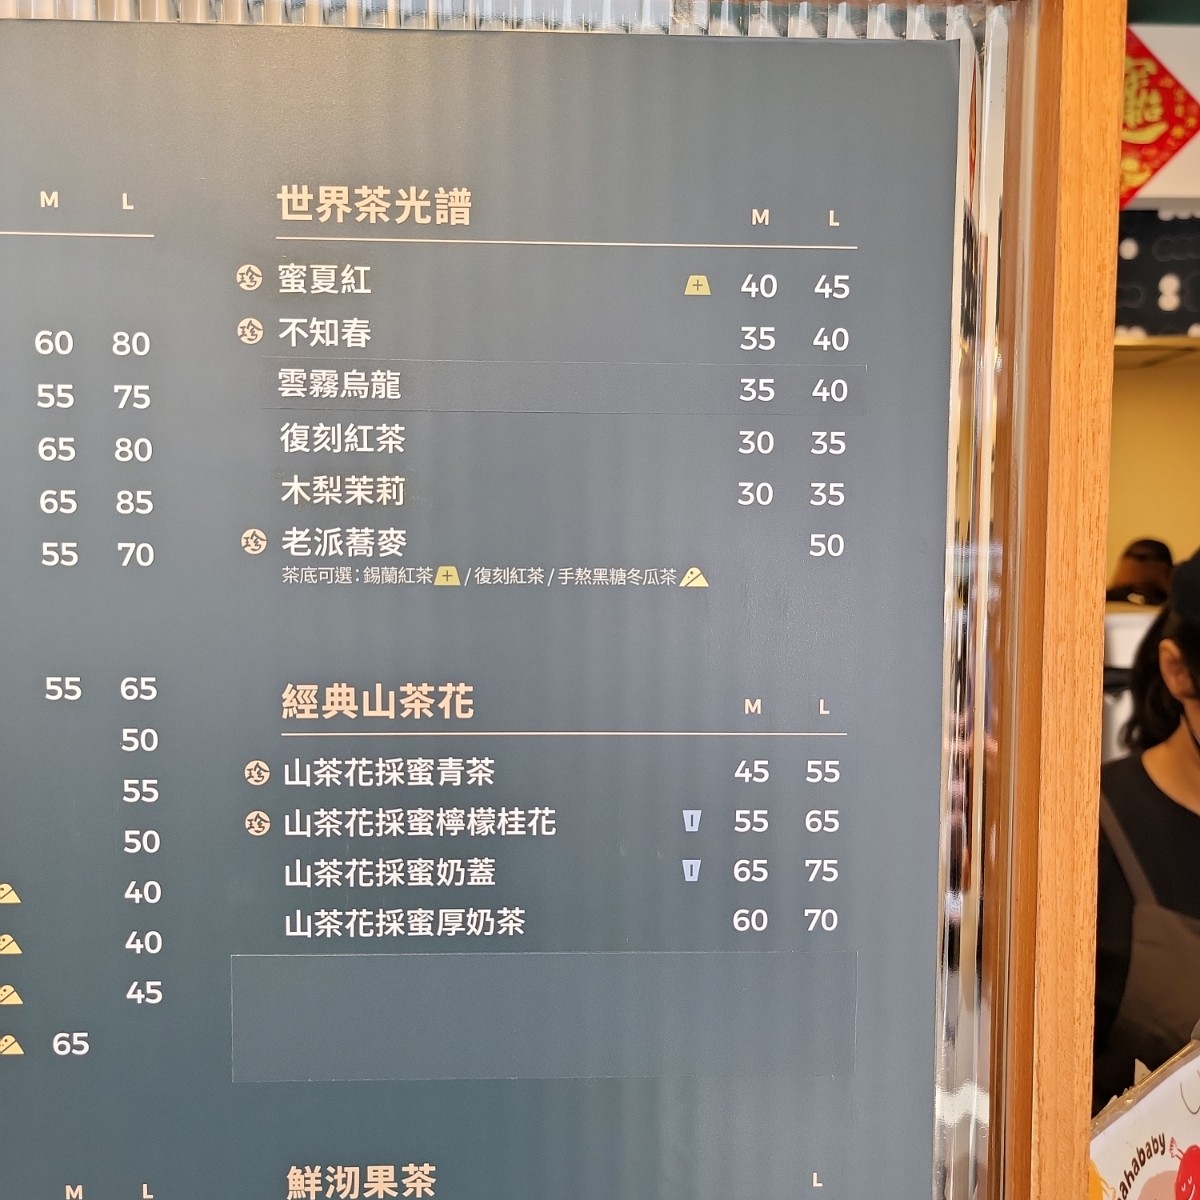 M L
60 80
55 75
65 80
65 85
55 70
55 65
50
55
50
40
40
45
65
M L
世界茶光譜 M L
珍 蜜夏紅 + 40 45
珍 不知春 35 40
雲霧烏龍 35 40
復刻紅茶 30 35
木梨茉莉 30 35
珍 老派蕎麥 50
茶底可選：錫蘭紅茶+/復刻紅茶/手熬黑糖冬瓜茶
經典山茶花 M L
珍 山茶花採蜜青茶 45 55
珍 山茶花採蜜檸檬桂花 I 55 65
山茶花採蜜奶蓋 I 65 75
山茶花採蜜厚奶茶 60 70
鮮沏果茶 L
ahababy